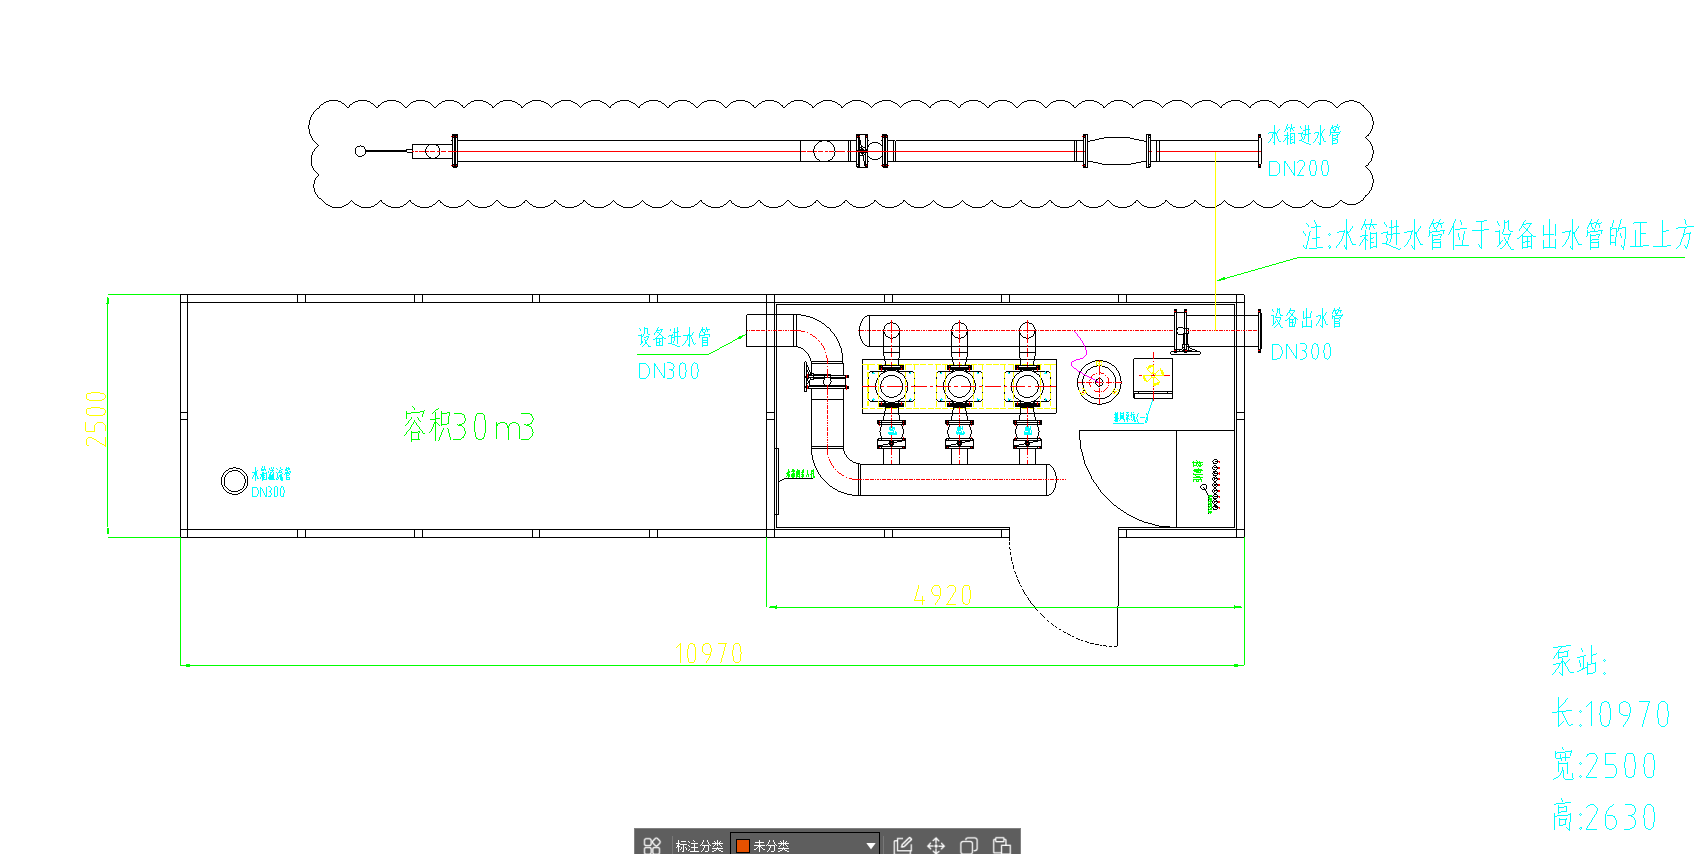 水箱进水管
DN200
注:水箱进水管位于设备出水管的正上方
设备进水管
DN300
设备出水管
DN300
2500
容积30m3
水箱溢流管
DN300
4920
10970
泵站:
长:10970
宽:2500
高:2630
标注分类
未分类